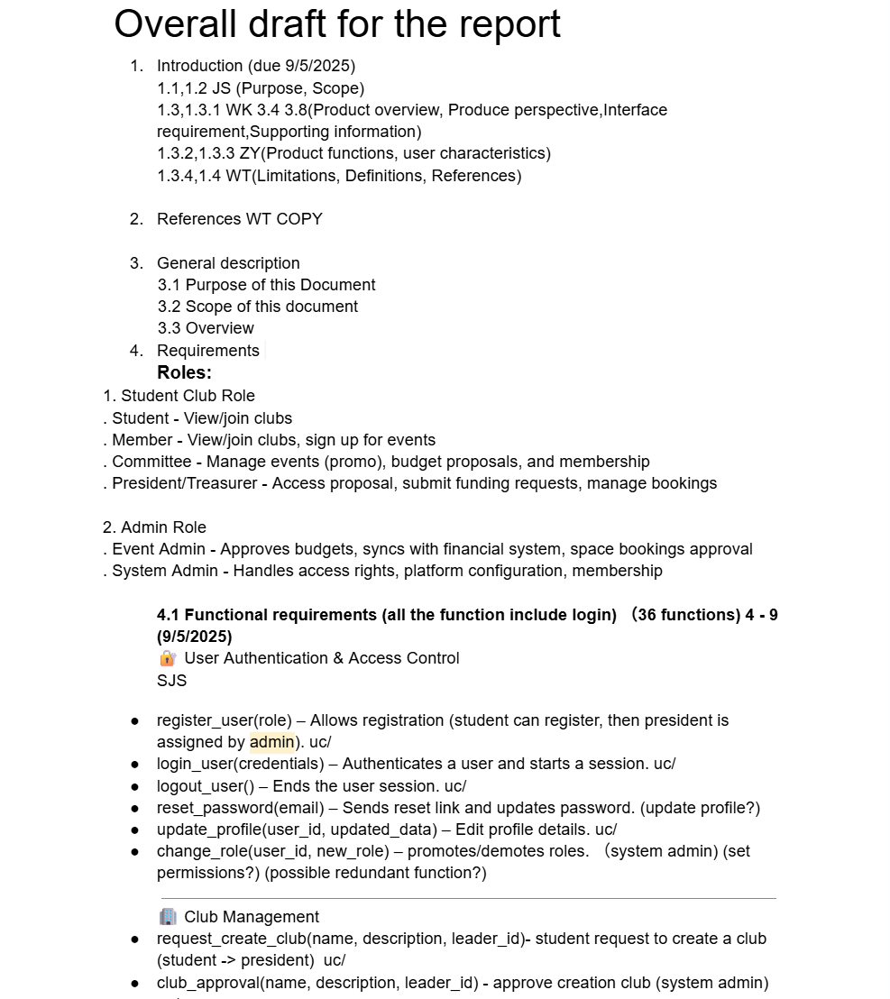 Overall draft for the report
1. Introduction (due 9/5/2025)
1.1,1.2 JS (Purpose, Scope)
1.3,1.3.1 WK 3.4 3.8(Product overview, Produce perspective,Interface
requirement,Supporting information)
1.3.2,1.3.3 ZY(Product functions, user characteristics)
1.3.4,1.4 WT(Limitations, Definitions, References)
2. References WT COPY
3. General description
3.1 Purpose of this Document
3.2 Scope of this document
3.3 Overview
4. Requirements
Roles:
1. Student Club Role
. Student - View/join clubs
. Member - View/join clubs, sign up for events
. Committee - Manage events (promo), budget proposals, and membership
. President/Treasurer - Access proposal, submit funding requests, manage bookings
2. Admin Role
. Event Admin - Approves budgets, syncs with financial system, space bookings approval
. System Admin - Handles access rights, platform configuration, membership
4.1 Functional requirements (all the function include login) （36 functions) 4 - 9
(9/5/2025)
🔐 User Authentication & Access Control
SJS
● register_user(role) – Allows registration (student can register, then president is
assigned by admin). uc/
● login_user(credentials) – Authenticates a user and starts a session. uc/
● logout_user() – Ends the user session. uc/
● reset_password(email) – Sends reset link and updates password. (update profile?)
● update_profile(user_id, updated_data) – Edit profile details. uc/
● change_role(user_id, new_role) – promotes/demotes roles. （system admin) (set
permissions?) (possible redundant function?)
🏢 Club Management
● request_create_club(name, description, leader_id)- student request to create a club
(student -> president) uc/
● club_approval(name, description, leader_id) - approve creation club (system admin)